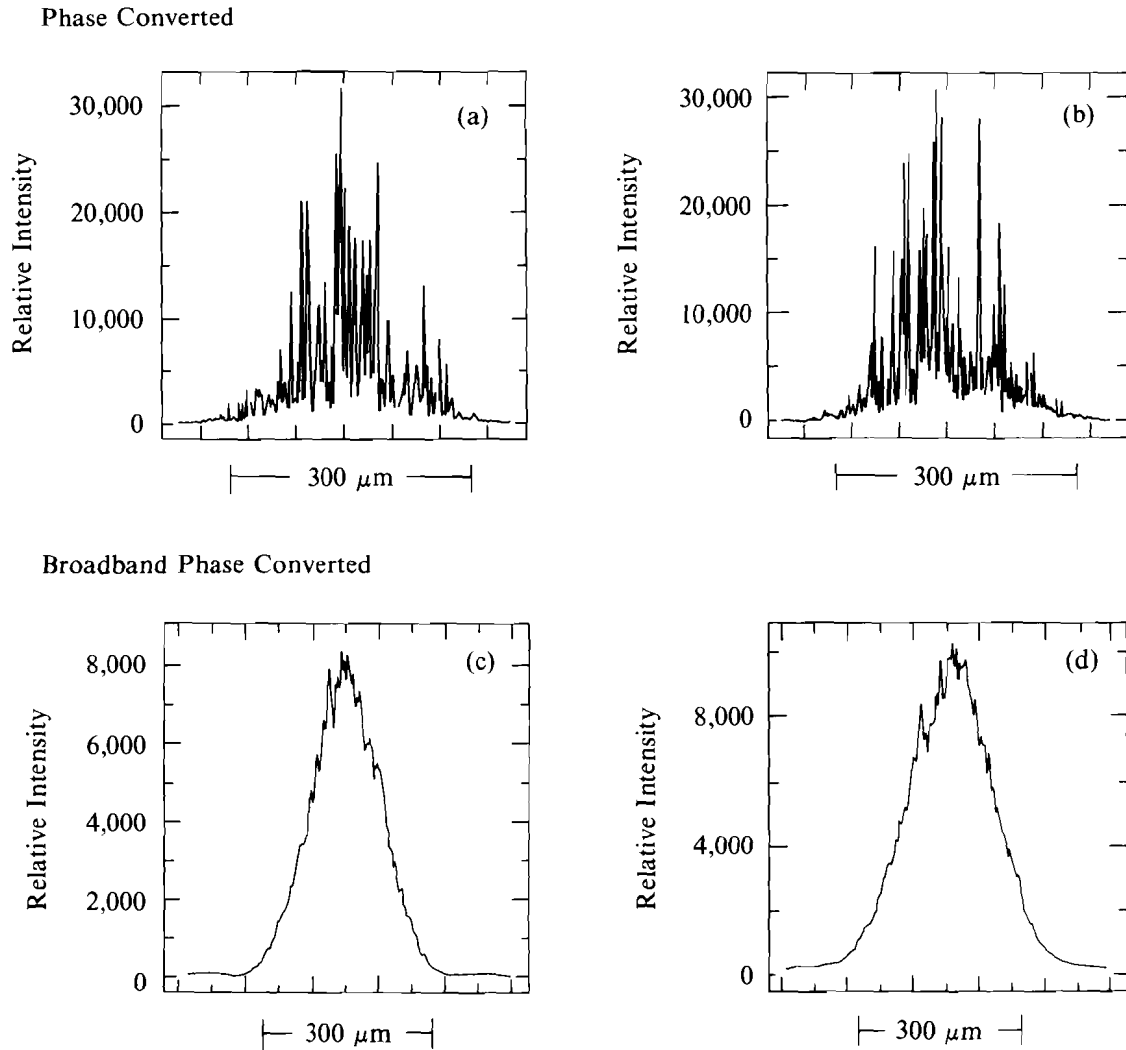 Phase Converted
(a)
Relative Intensity
30,000
20,000
10,000
0
300 μm
(b)
Relative Intensity
30,000
20,000
10,000
0
300 μm
Broadband Phase Converted
(c)
Relative Intensity
8,000
6,000
4,000
2,000
0
300 μm
(d)
Relative Intensity
8,000
4,000
0
300 μm